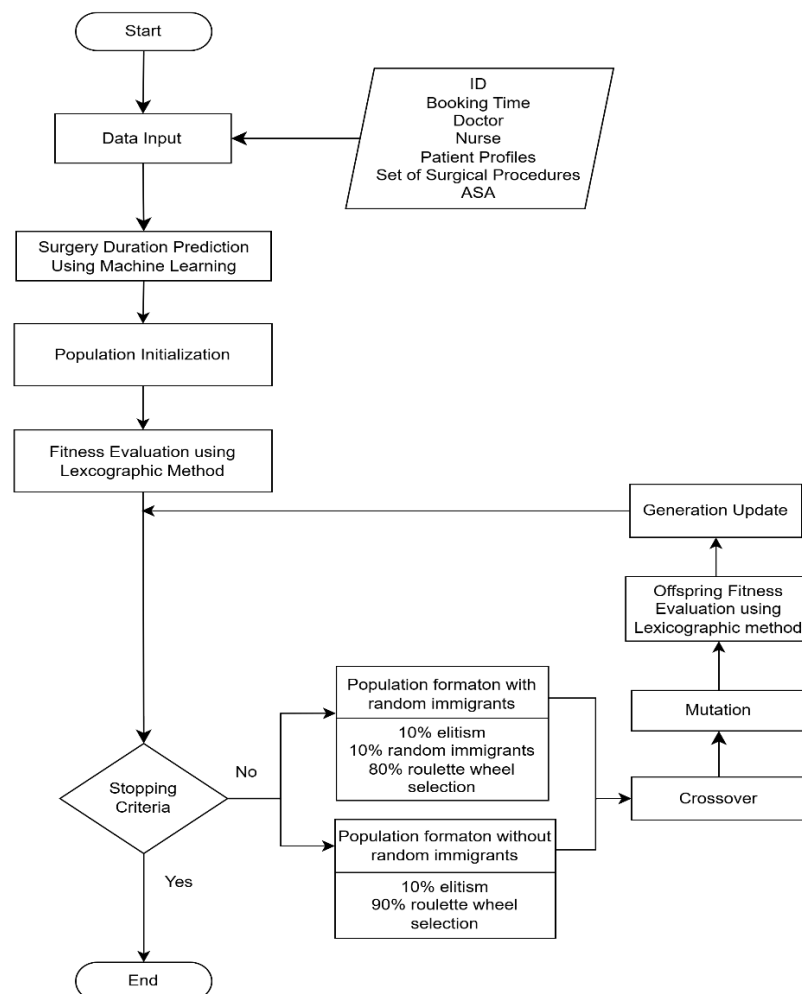 Start
ID
Booking Time
Doctor
Nurse
Patient Profiles
Set of Surgical Procedures
ASA
Data Input
Surgery Duration Prediction
Using Machine Learning
Population Initialization
Fitness Evaluation using
Lexcographic Method
Generation Update
Offspring Fitness
Evaluation using
Lexicographic method
Mutation
Crossover
Population formaton with
random immigrants
10% elitism
10% random immigrants
80% roulette wheel
selection
Stopping
Criteria
No
Population formaton without
random immigrants
10% elitism
90% roulette wheel
selection
Yes
End